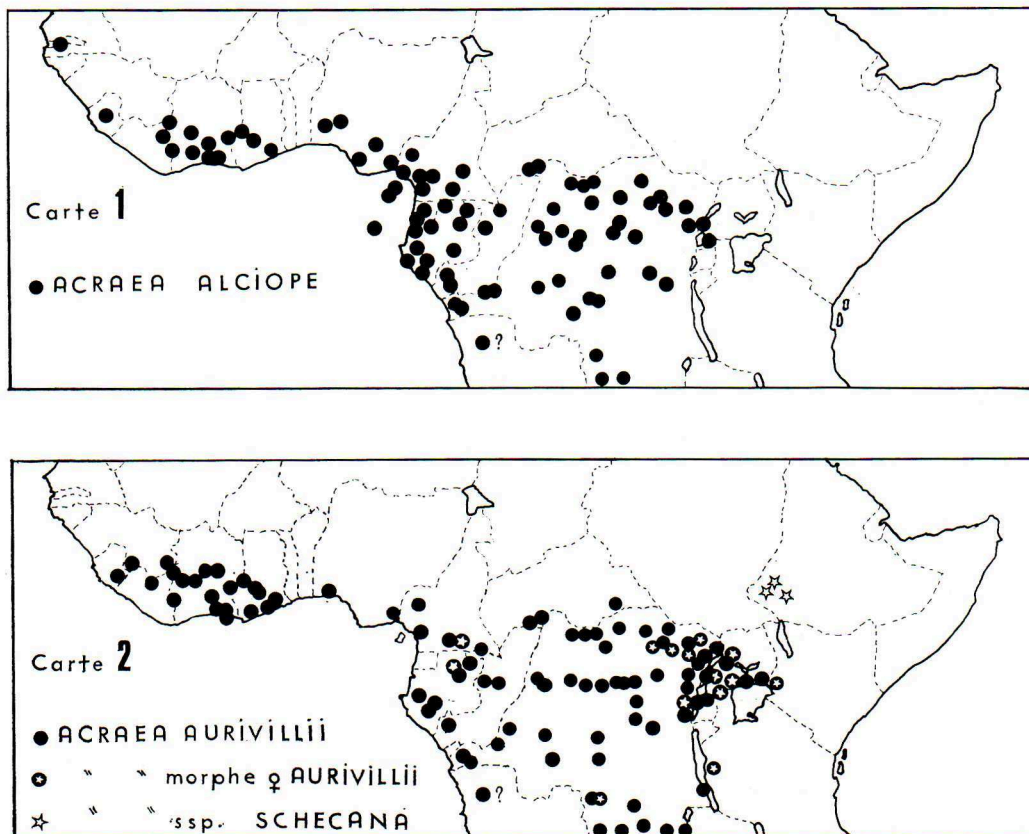 Carte 1
● ACRAEA ALCIOPE
?
Carte 2
● ACRAEA AURIVILLII
" " morphe ♀ AURIVILLII
" " ssp. SCHECANA
?